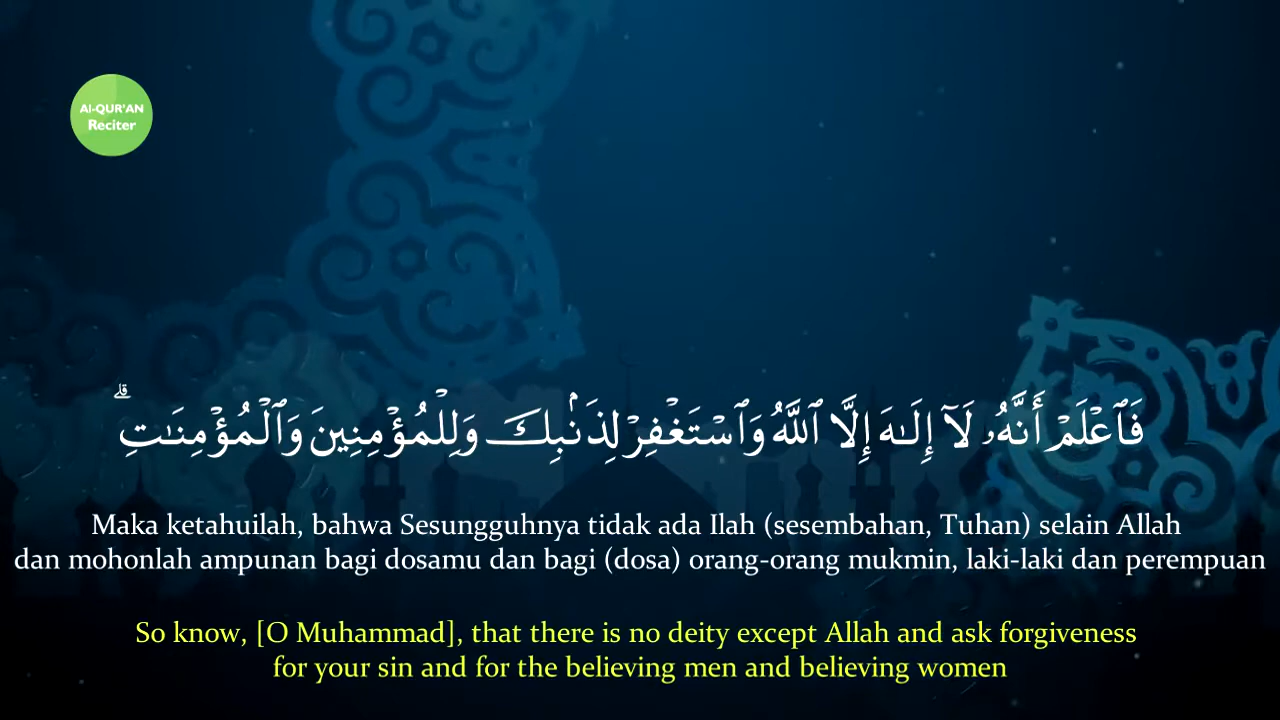 Al-QUR'AN
Reciter
فَٱعْلَمْ أَنَّهُۥ لَآ إِلَـٰهَ إِلَّا ٱللَّهُ وَٱسْتَغْفِرْ لِذَنۢبِكَ وَلِلْمُؤْمِنِينَ وَٱلْمُؤْمِنَـٰتِ ۗ
Maka ketahuilah, bahwa Sesungguhnya tidak ada Ilah (sesembahan, Tuhan) selain Allah
dan mohonlah ampunan bagi dosamu dan bagi (dosa) orang-orang mukmin, laki-laki dan perempuan
So know, [O Muhammad], that there is no deity except Allah and ask forgiveness
for your sin and for the believing men and believing women